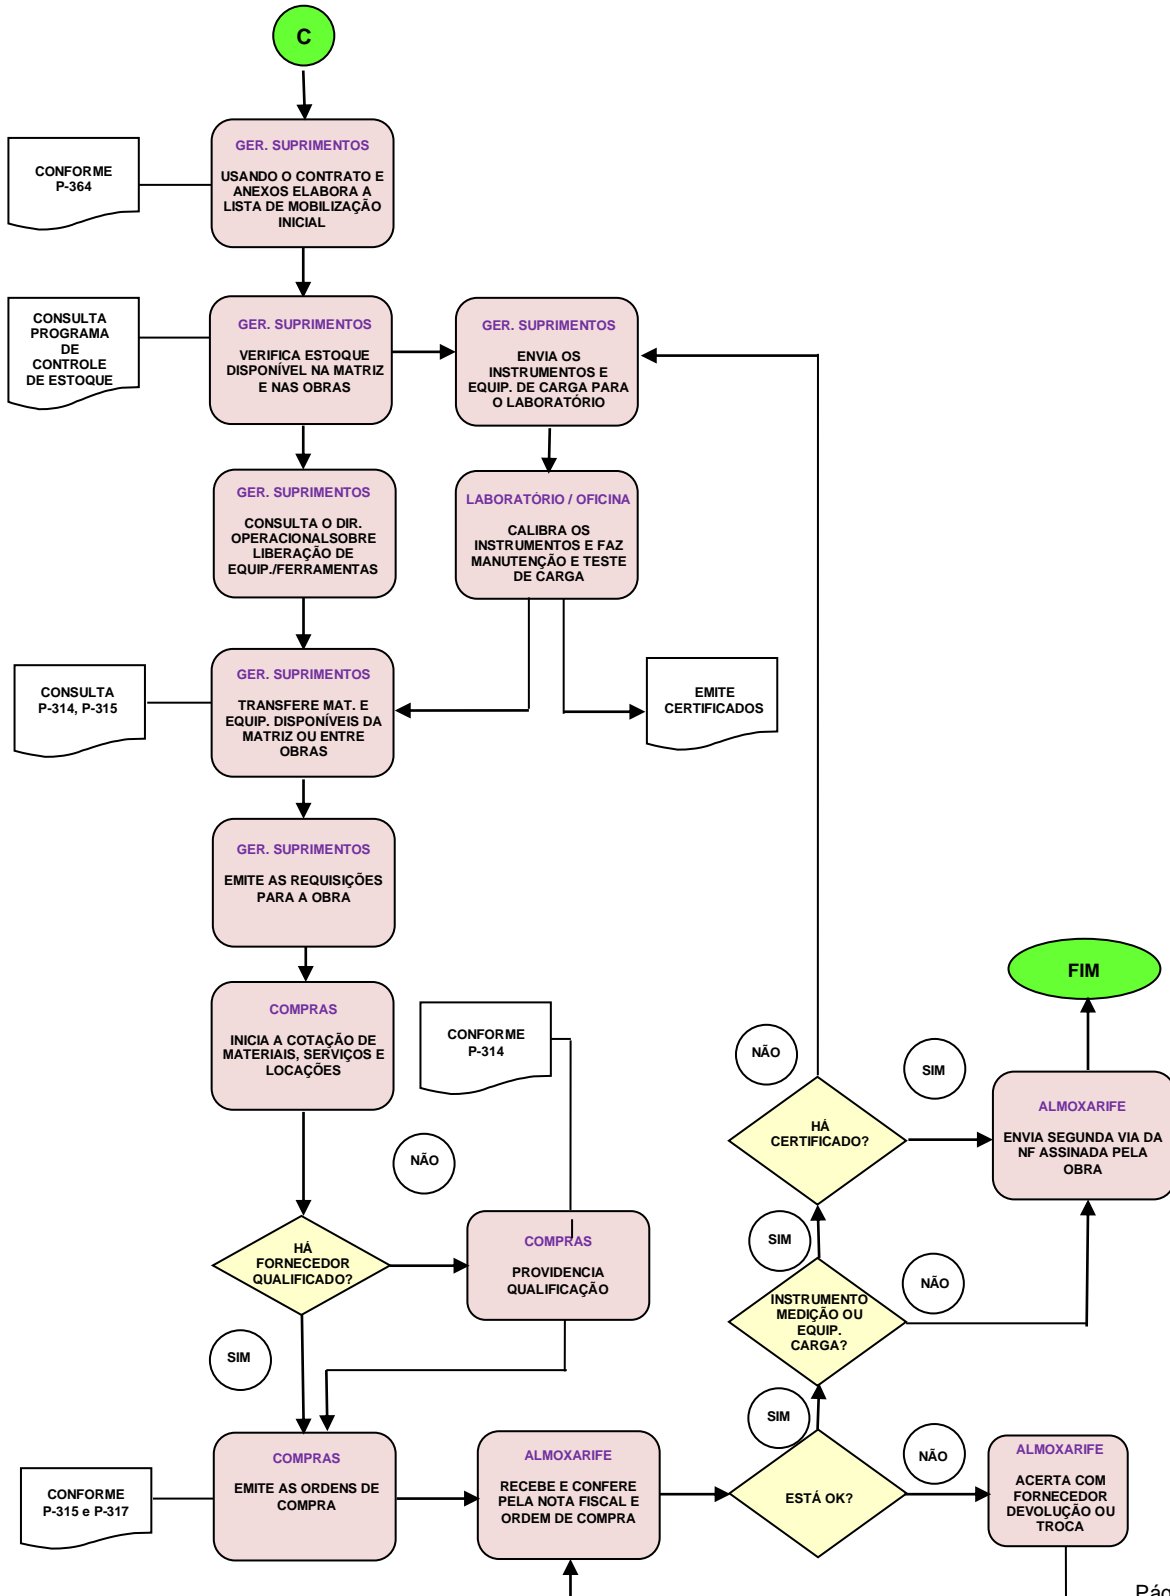 C
GER. SUPRIMENTOS
USANDO O CONTRATO E
ANEXOS ELABORA A
LISTA DE MOBILIZAÇÃO
INICIAL
CONFORME
P-364
CONSULTA
PROGRAMA
DE
CONTROLE
DE ESTOQUE
GER. SUPRIMENTOS
VERIFICA ESTOQUE
DISPONÍVEL NA MATRIZ
E NAS OBRAS
GER. SUPRIMENTOS
ENVIA OS
INSTRUMENTOS E
EQUIP. DE CARGA PARA
O LABORATÓRIO
GER. SUPRIMENTOS
CONSULTA O DIR.
OPERACIONALSOBRE
LIBERAÇÃO DE
EQUIP./FERRAMENTAS
LABORATÓRIO / OFICINA
CALIBRA OS
INSTRUMENTOS E FAZ
MANUTENÇÃO E TESTE
DE CARGA
CONSULTA
P-314, P-315
GER. SUPRIMENTOS
TRANSFERE MAT. E
EQUIP. DISPONÍVEIS DA
MATRIZ OU ENTRE
OBRAS
EMITE
CERTIFICADOS
GER. SUPRIMENTOS
EMITE AS REQUISIÇÕES
PARA A OBRA
COMPRAS
INICIA A COTAÇÃO DE
MATERIAIS, SERVIÇOS E
LOCAÇÕES
CONFORME
P-314
NÃO
HÁ
FORNECEDOR
QUALIFICADO?
COMPRAS
PROVIDENCIA
QUALIFICAÇÃO
SIM
CONFORME
P-315 e P-317
COMPRAS
EMITE AS ORDENS DE
COMPRA
ALMOXARIFE
RECEBE E CONFERE
PELA NOTA FISCAL E
ORDEM DE COMPRA
ESTÁ OK?
SIM
NÃO
ALMOXARIFE
ACERTA COM
FORNECEDOR
DEVOLUÇÃO OU
TROCA
INSTRUMENTO
MEDIÇÃO OU
EQUIP.
CARGA?
SIM
NÃO
HÁ
CERTIFICADO?
NÃO
SIM
ALMOXARIFE
ENVIA SEGUNDA VIA DA
NF ASSINADA PELA
OBRA
FIM